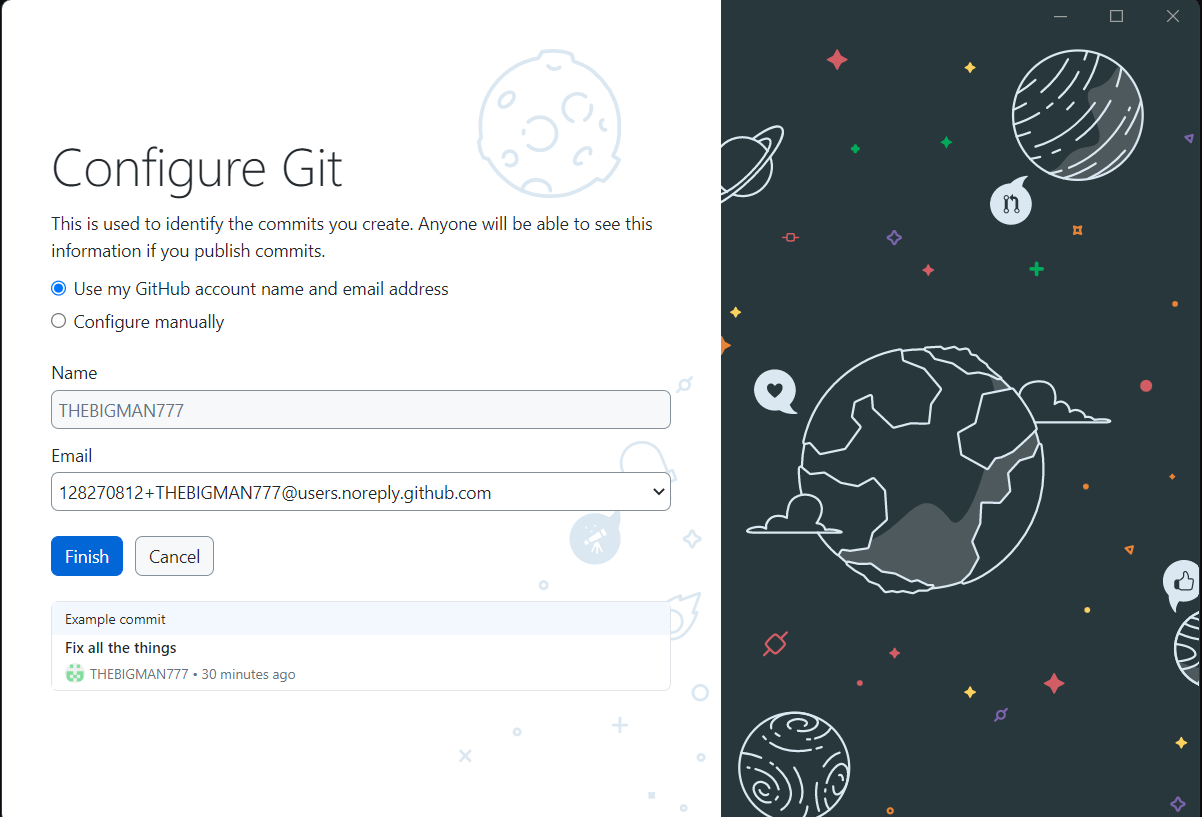 Configure Git
This is used to identify the commits you create. Anyone will be able to see this
information if you publish commits.
Use my GitHub account name and email address
Configure manually
Name
THEBIGMAN777
Email
128270812+THEBIGMAN777@users.noreply.github.com
Finish
Cancel
Example commit
Fix all the things
THEBIGMAN777 • 30 minutes ago